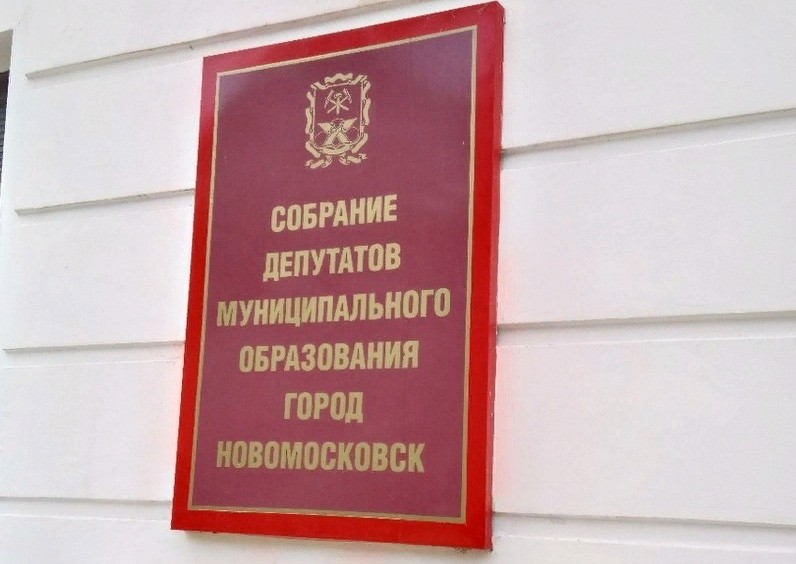 СОБРАНИЕ
ДЕПУТАТОВ
МУНИЦИПАЛЬНОГО
ОБРАЗОВАНИЯ
ГОРОД
НОВОМОСКОВСК